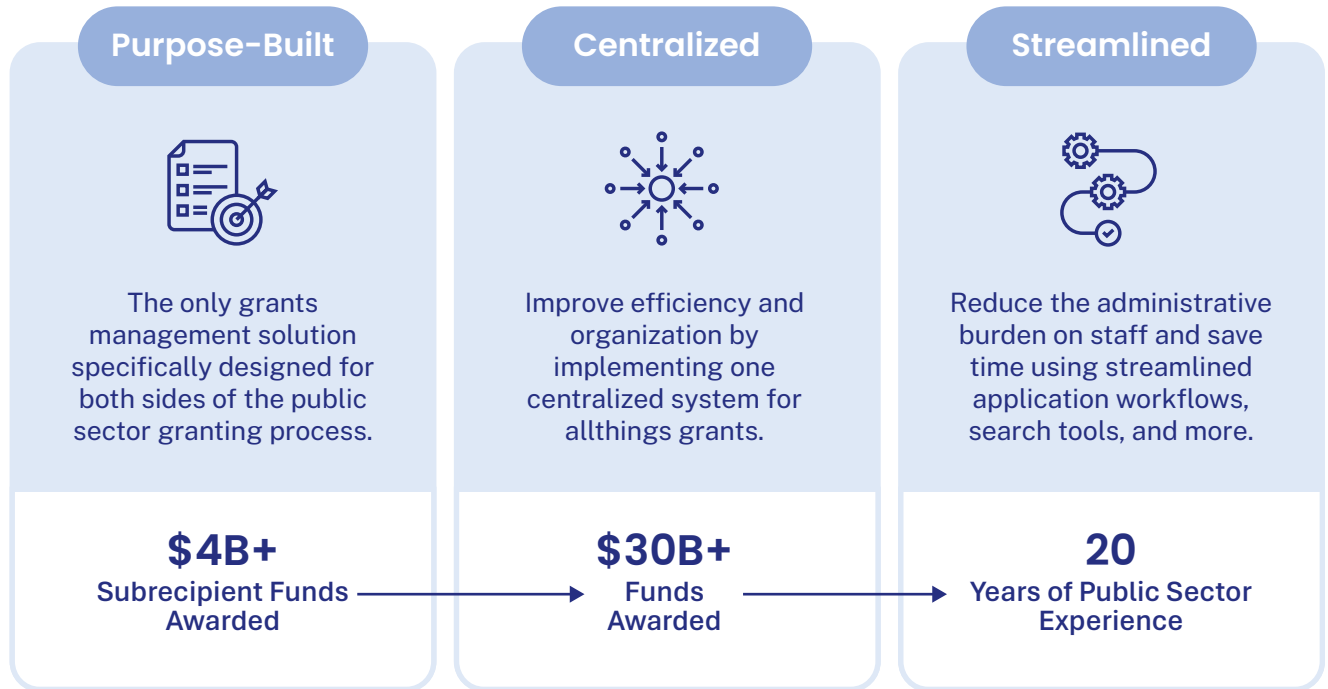 Purpose-Built
The only grants
management solution
specifically designed for
both sides of the public
sector granting process.
$4B+
Subrecipient Funds
Awarded
Centralized
Improve efficiency and
organization by
implementing one
centralized system for
allthings grants.
$30B+
Funds
Awarded
Streamlined
Reduce the administrative
burden on staff and save
time using streamlined
application workflows,
search tools, and more.
20
Years of Public Sector
Experience